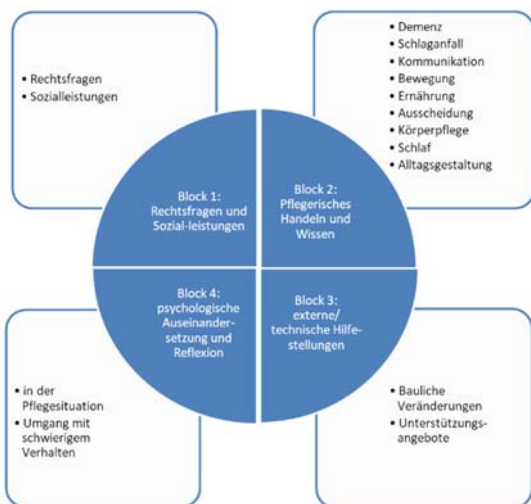 • Rechtsfragen
• Sozialleistungen
• Demenz
• Schlaganfall
• Kommunikation
• Bewegung
• Ernährung
• Ausscheidung
• Körperpflege
• Schlaf
• Alltagsgestaltung
Block 1:
Rechtsfragen und
Sozial-leistungen
Block 2:
Pflegerisches
Handeln und
Wissen
Block 4:
psychologische
Auseinander-
setzung und
Reflexion
Block 3:
externe/
technische Hilfe-
stellungen
• in der
Pflegesituation
• Umgang mit
schwierigem
Verhalten
• Bauliche
Veränderungen
• Unterstützungs-
angebote